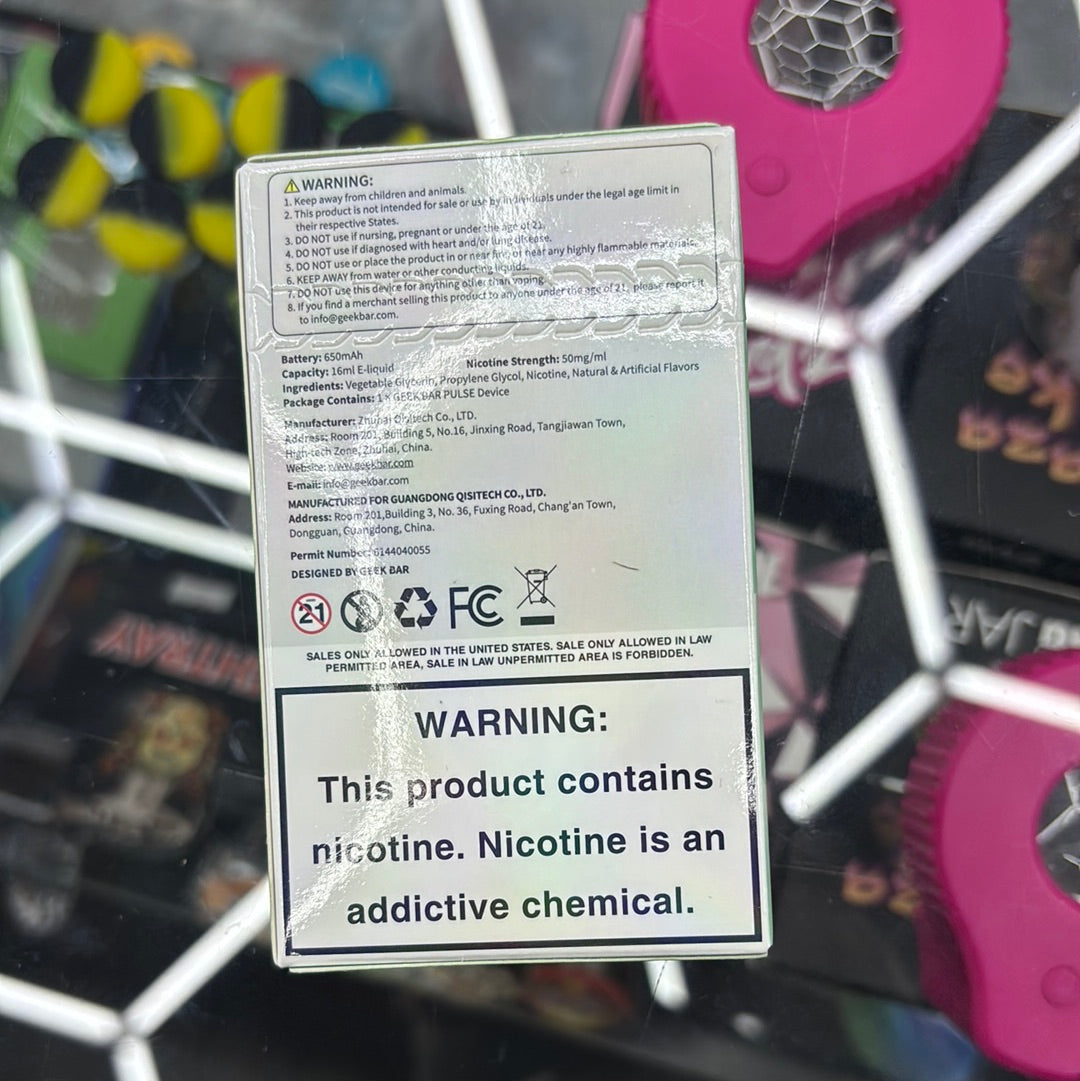 WARNING:
1. Keep away from children and animals.
2. This product is not intended for sale or use by individuals under the legal age limit in
their respective States.
3. DO NOT use if nursing, pregnant or under the age of 21.
4. DO NOT use if diagnosed with heart and/or lung disease.
5. DO NOT use or place the product in or near fire, or near any highly flammable materials.
6. KEEP AWAY from water or other conducting liquids.
7. DO NOT use this device for anything other than vaping.
8. If you find a merchant selling this product to anyone under the age of 21, please report it
to info@geekbar.com.
Battery: 650mAh
Capacity: 16ml E-liquid Nicotine Strength: 50mg/ml
Ingredients: Vegetable Glycerin, Propylene Glycol, Nicotine, Natural & Artificial Flavors
Package Contains: 1 × GEEK BAR PULSE Device
Manufacturer: Zhuhai Qisitech Co., LTD.
Address: Room 201, Building 5, No.16, Jinxing Road, Tangjiawan Town,
High-tech Zone, Zhuhai, China.
Website: www.geekbar.com
E-mail: info@geekbar.com
MANUFACTURED FOR GUANGDONG QISITECH CO., LTD.
Address: Room 201,Building 3, No. 36, Fuxing Road, Chang'an Town,
Dongguan, Guangdong, China.
Permit Number: 6144040055
DESIGNED BY GEEK BAR
21 FC
SALES ONLY ALLOWED IN THE UNITED STATES. SALE ONLY ALLOWED IN LAW
PERMITTED AREA, SALE IN LAW UNPERMITTED AREA IS FORBIDDEN.
WARNING:
This product contains
nicotine. Nicotine is an
addictive chemical.